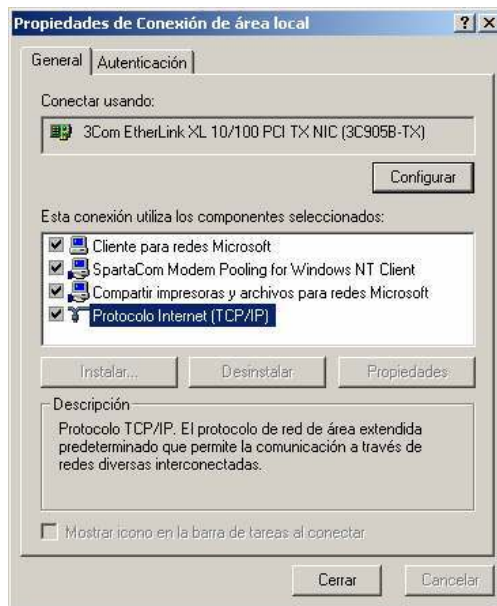 Propiedades de Conexión de área local
General Autenticación
Conectar usando:
3Com EtherLink XL 10/100 PCI TX NIC (3C905B-TX)
Configurar
Esta conexión utiliza los componentes seleccionados:
Cliente para redes Microsoft
SpartaCom Modem Pooling for Windows NT Client
Compartir impresoras y archivos para redes Microsoft
Protocolo Internet (TCP/IP)
Instalar... Desinstalar Propiedades
Descripción
Protocolo TCP/IP. El protocolo de red de área extendida
predeterminado que permite la comunicación a través de
redes diversas interconectadas.
Mostrar icono en la barra de tareas al conectar
Cerrar Cancelar